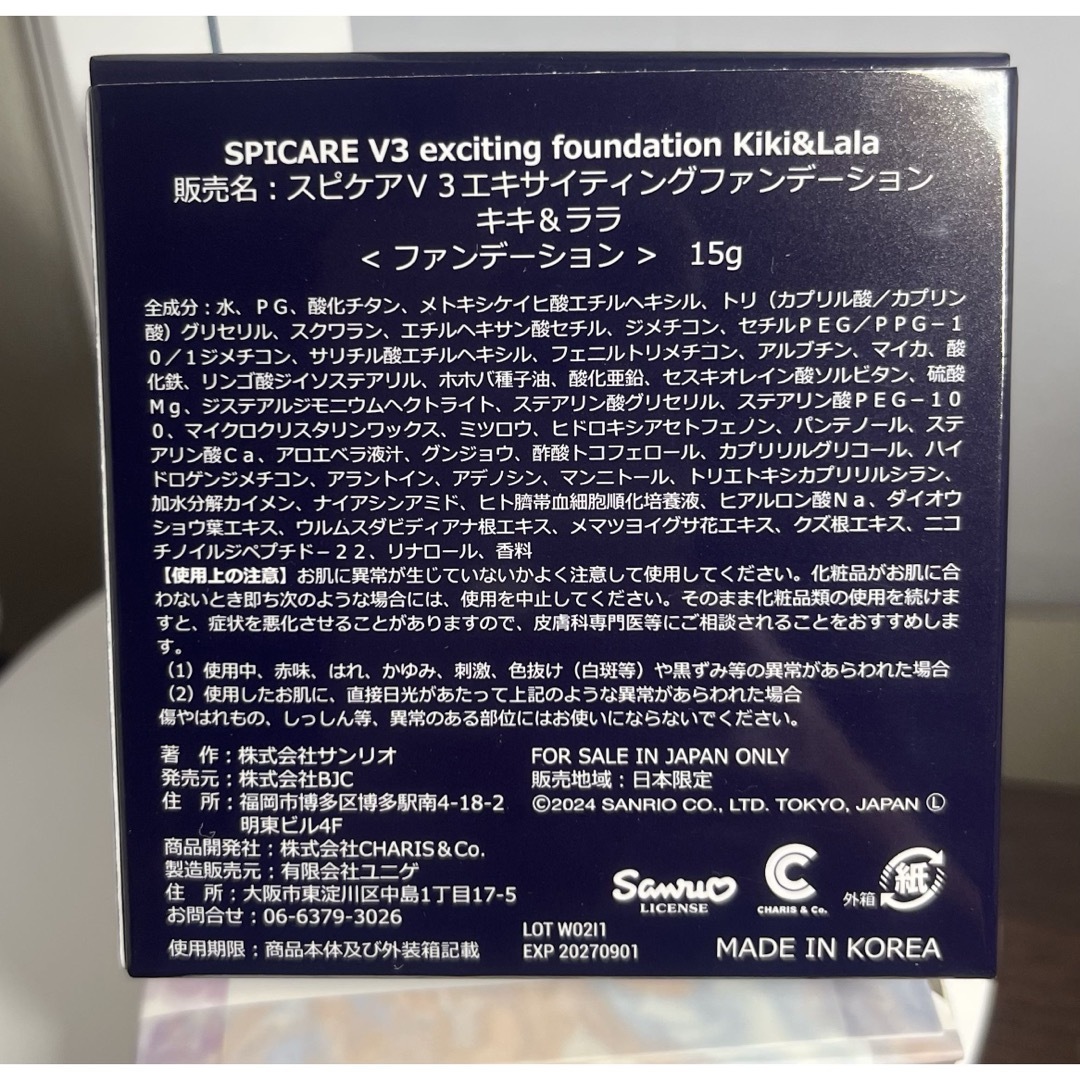 SPICARE V3 exciting foundation Kiki&Lala
販売名：スピケアＶ３エキサイティングファンデーション
キキ＆ララ
＜ファンデーション＞　15g
全成分：水、ＰＧ、酸化チタン、メトキシケイヒ酸エチルヘキシル、トリ（カプリル酸／カプリン
酸）グリセリル、スクワラン、エチルヘキサン酸セチル、ジメチコン、セチルＰＥＧ／ＰＰＧ－１
０／１ジメチコン、サリチル酸エチルヘキシル、フェニルトリメチコン、アルブチン、マイカ、酸
化鉄、リンゴ酸ジイソステアリル、ホホバ種子油、酸化亜鉛、セスキオレイン酸ソルビタン、硫酸
Ｍｇ、ジステアルジモニウムヘクトライト、ステアリン酸グリセリル、ステアリン酸ＰＥＧ－１０
０、マイクロクリスタリンワックス、ミツロウ、ヒドロキシアセトフェノン、パンテノール、ステ
アリン酸Ｃａ、アロエベラ液汁、グンジョウ、酢酸トコフェロール、カプリリルグリコール、ハイ
ドロゲンジメチコン、アラントイン、アデノシン、マンニトール、トリエトキシカプリリルシラン、
加水分解カイメン、ナイアシンアミド、ヒト臍帯血細胞順化培養液、ヒアルロン酸Ｎａ、ダイオウ
ショウ葉エキス、ウルムスダビディアナ根エキス、メマツヨイグサ花エキス、クズ根エキス、ニコ
チノイルジペプチド－２２、リナロール、香料
【使用上の注意】お肌に異常が生じていないかよく注意して使用してください。化粧品がお肌に合
わないとき即ち次のような場合には、使用を中止してください。そのまま化粧品類の使用を続けま
すと、症状を悪化させることがありますので、皮膚科専門医等にご相談されることをおすすめしま
す。
（1）使用中、赤味、はれ、かゆみ、刺激、色抜け（白斑等）や黒ずみ等の異常があらわれた場合
（2）使用したお肌に、直接日光があたって上記のような異常があらわれた場合
傷やはれもの、しっしん等、異常のある部位にはお使いにならないでください。
著　作：株式会社サンリオ
発売元：株式会社BJC
住　所：福岡市博多区博多駅南4-18-2
明東ビル4F
商品開発社：株式会社CHARIS＆Co.
製造販売元：有限会社ユニゲ
住　所：大阪市東淀川区中島1丁目17-5
お問合せ：06-6379-3026
使用期限：商品本体及び外装箱記載
FOR SALE IN JAPAN ONLY
販売地域：日本限定
©2024 SANRIO CO., LTD. TOKYO, JAPAN Ⓛ
Sanrio
LICENSE
CHARIS & Co.
外箱
紙
LOT W02I1
EXP 20270901
MADE IN KOREA